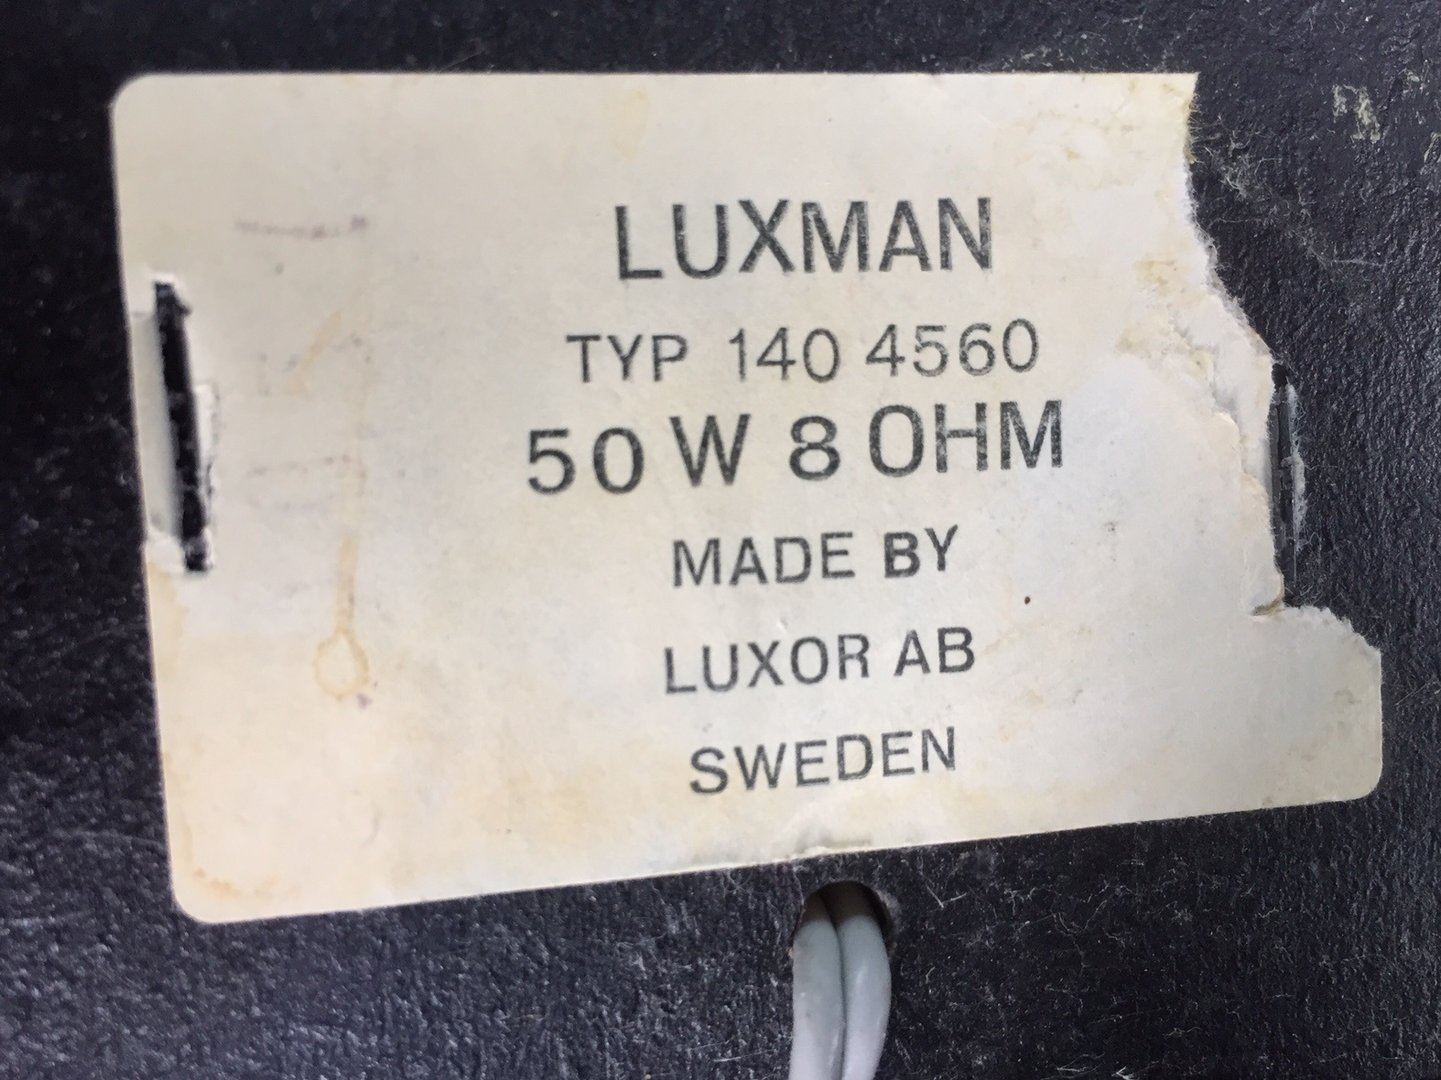 LUXMAN
TYP 140 4560
50 W 8 OHM
MADE BY
LUXOR AB
SWEDEN